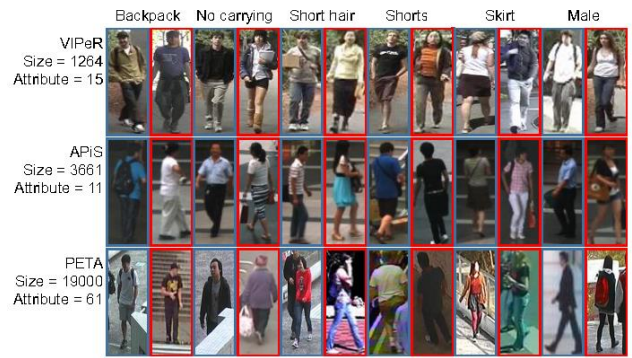 Backpack No carrying Short hair Shorts Skirt Male
VIPeR
Size = 1264
Attribute = 15
APiS
Size = 3661
Attribute = 11
PETA
Size = 19000
Attribute = 61